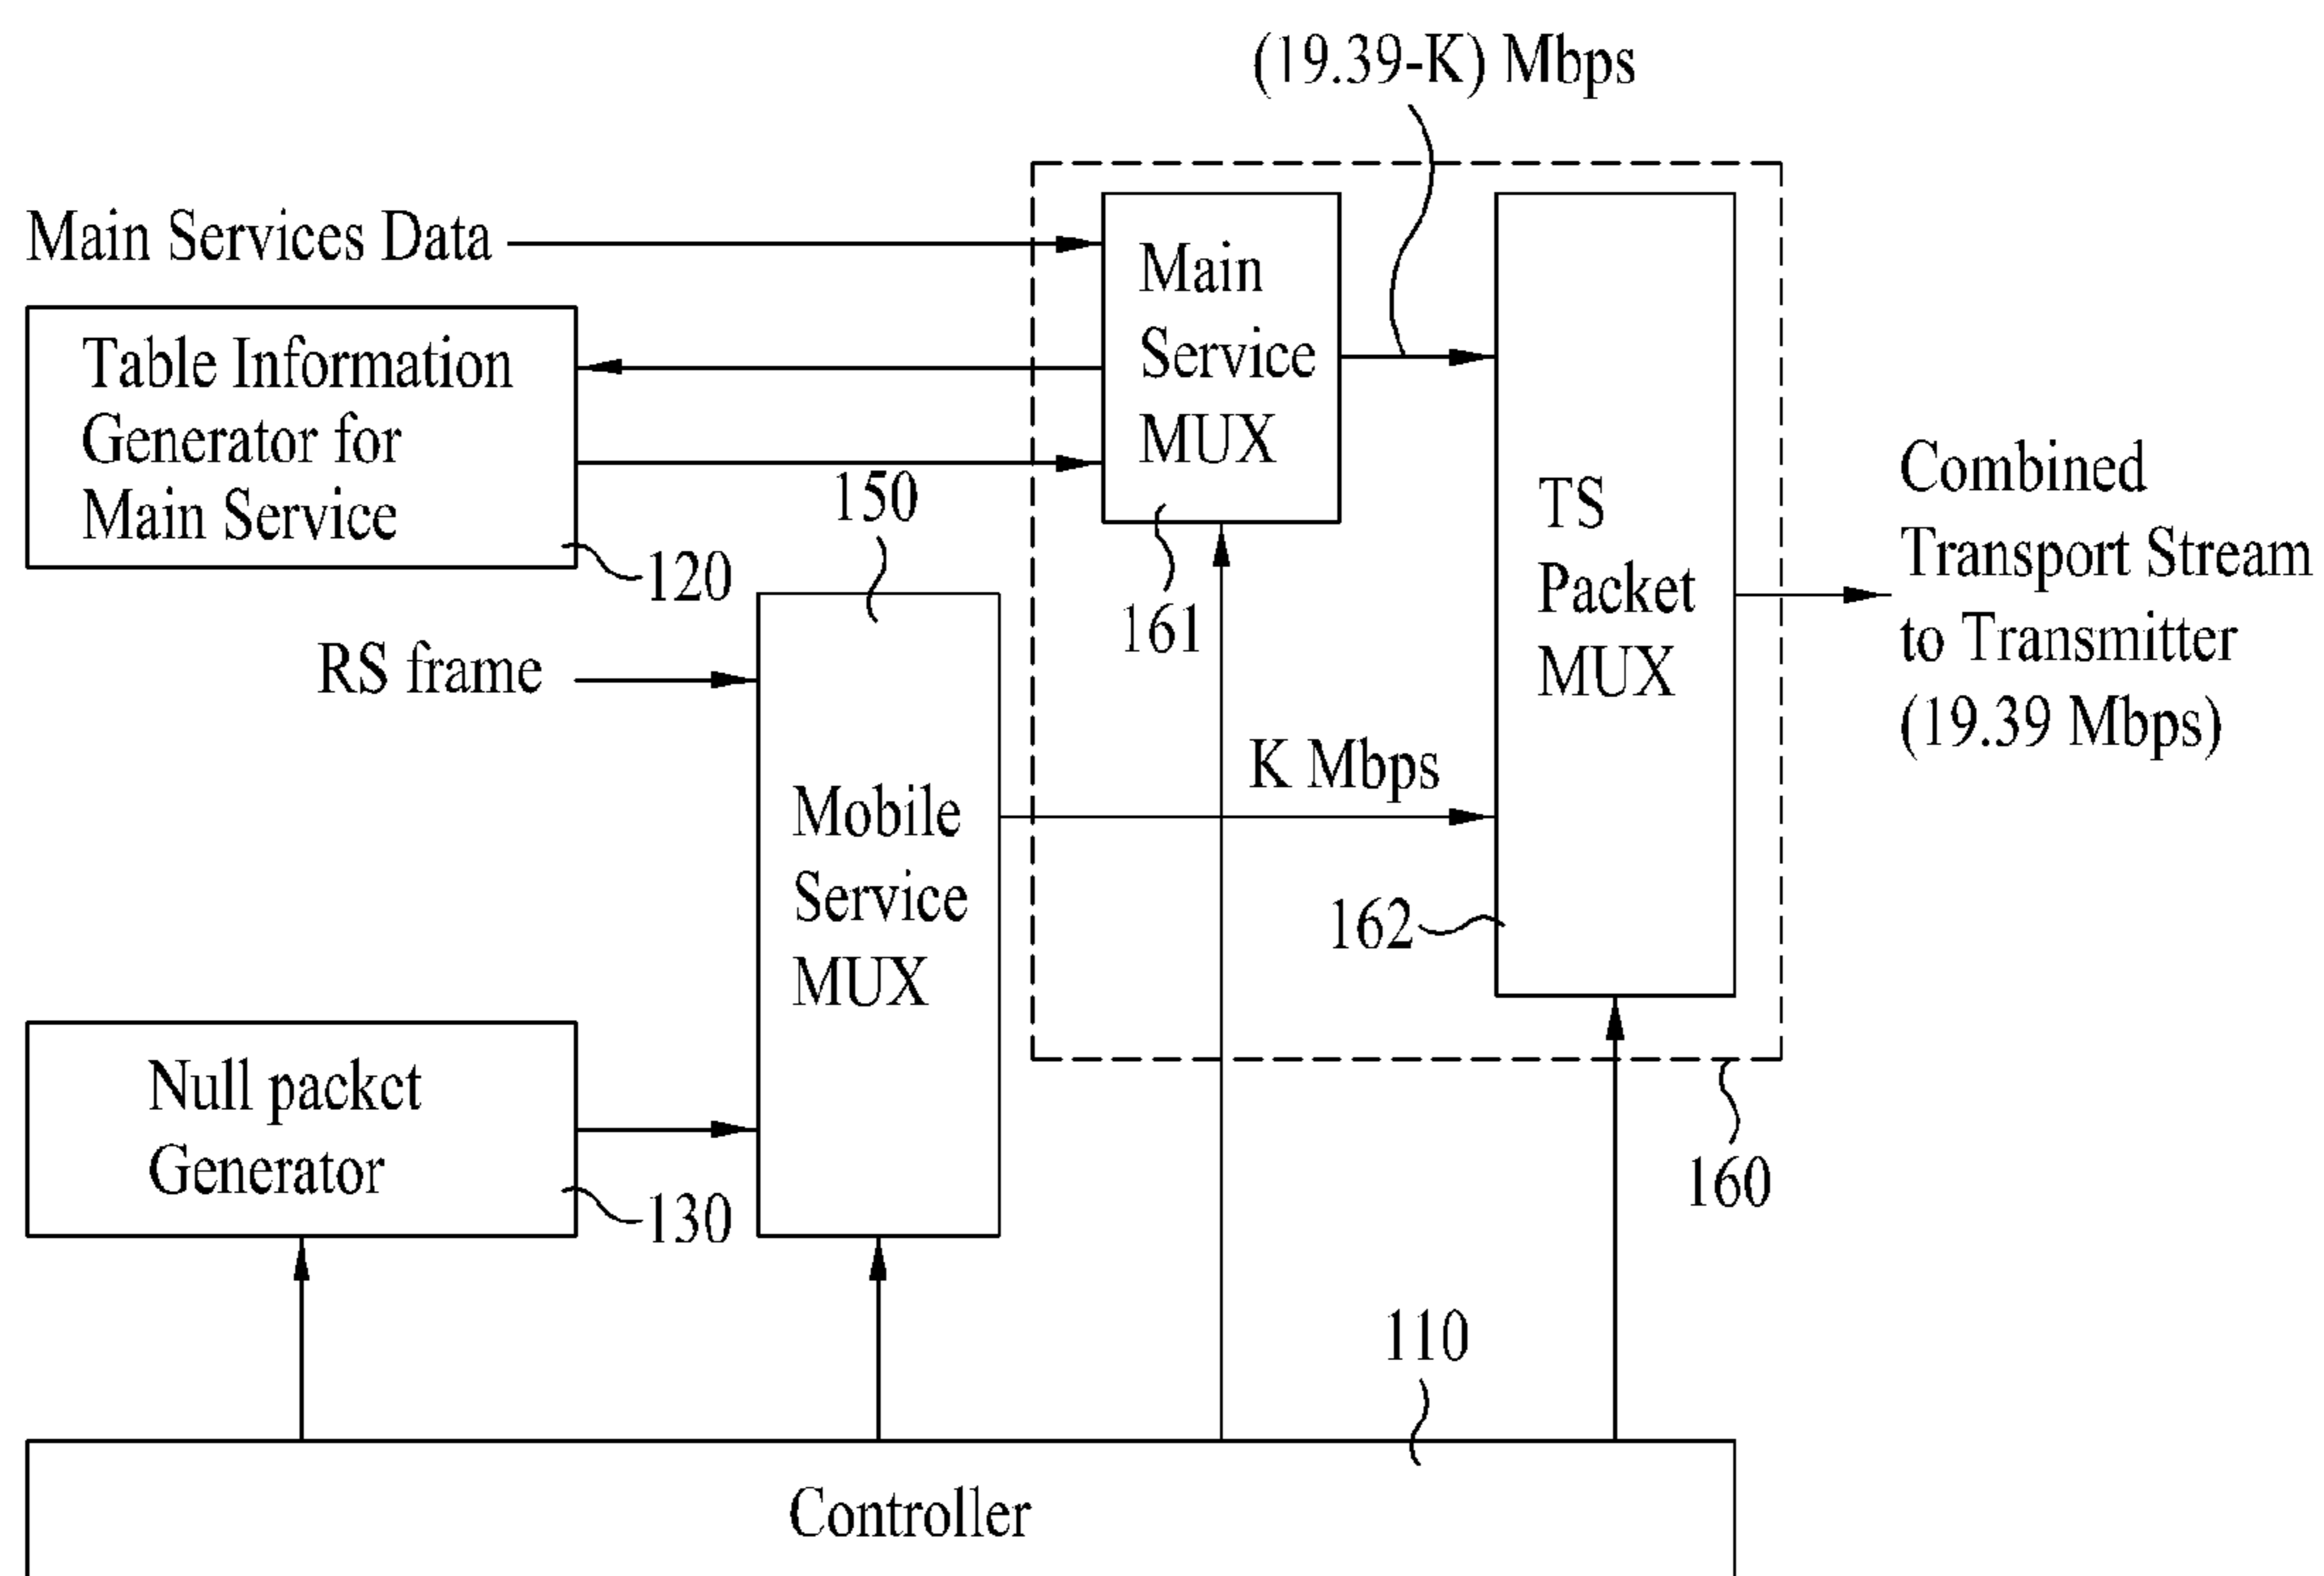 (19.39-K) Mbps
Main Services Data
Main
Service
MUX
161
Table Information
Generator for
Main Service
120
150
RS frame
Mobile
Service
MUX
K Mbps
TS
Packet
MUX
162
Combined
Transport Stream
to Transmitter
(19.39 Mbps)
Null packct
Generator
130
160
110
Controller